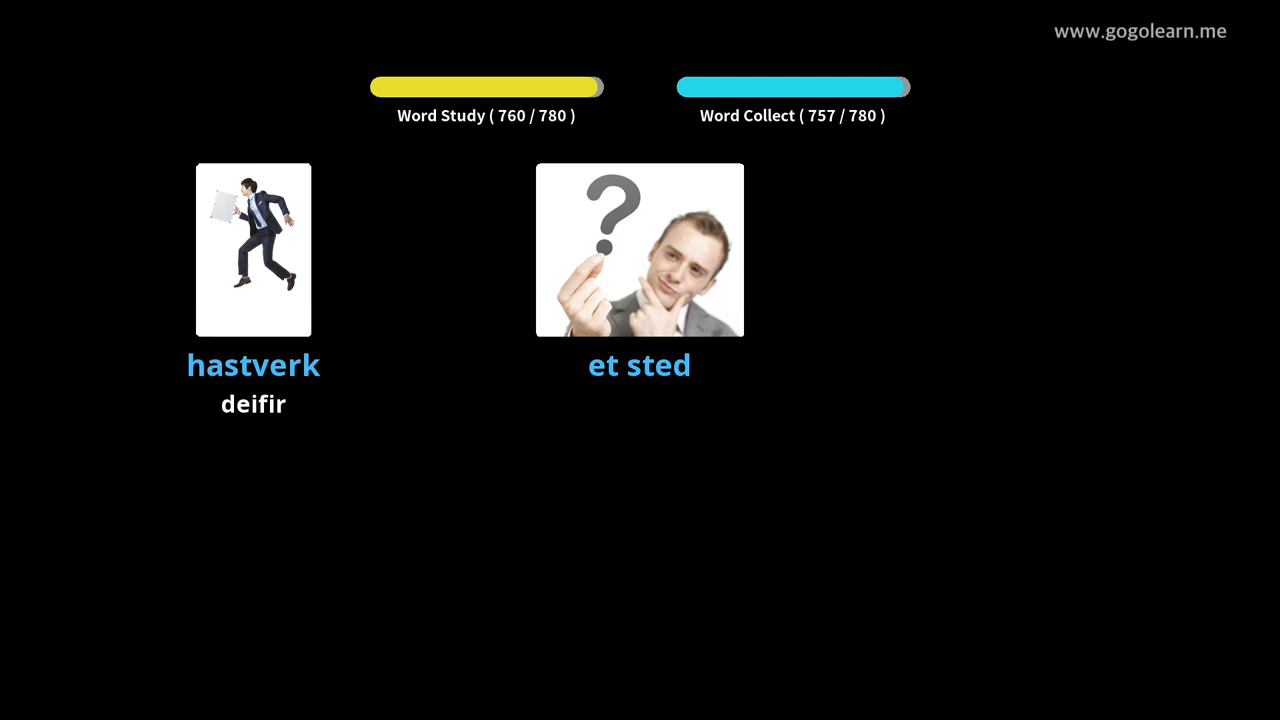 www.gogolearn.me
Word Study ( 760 / 780 )
Word Collect ( 757 / 780 )
hastverk
deifir
et sted